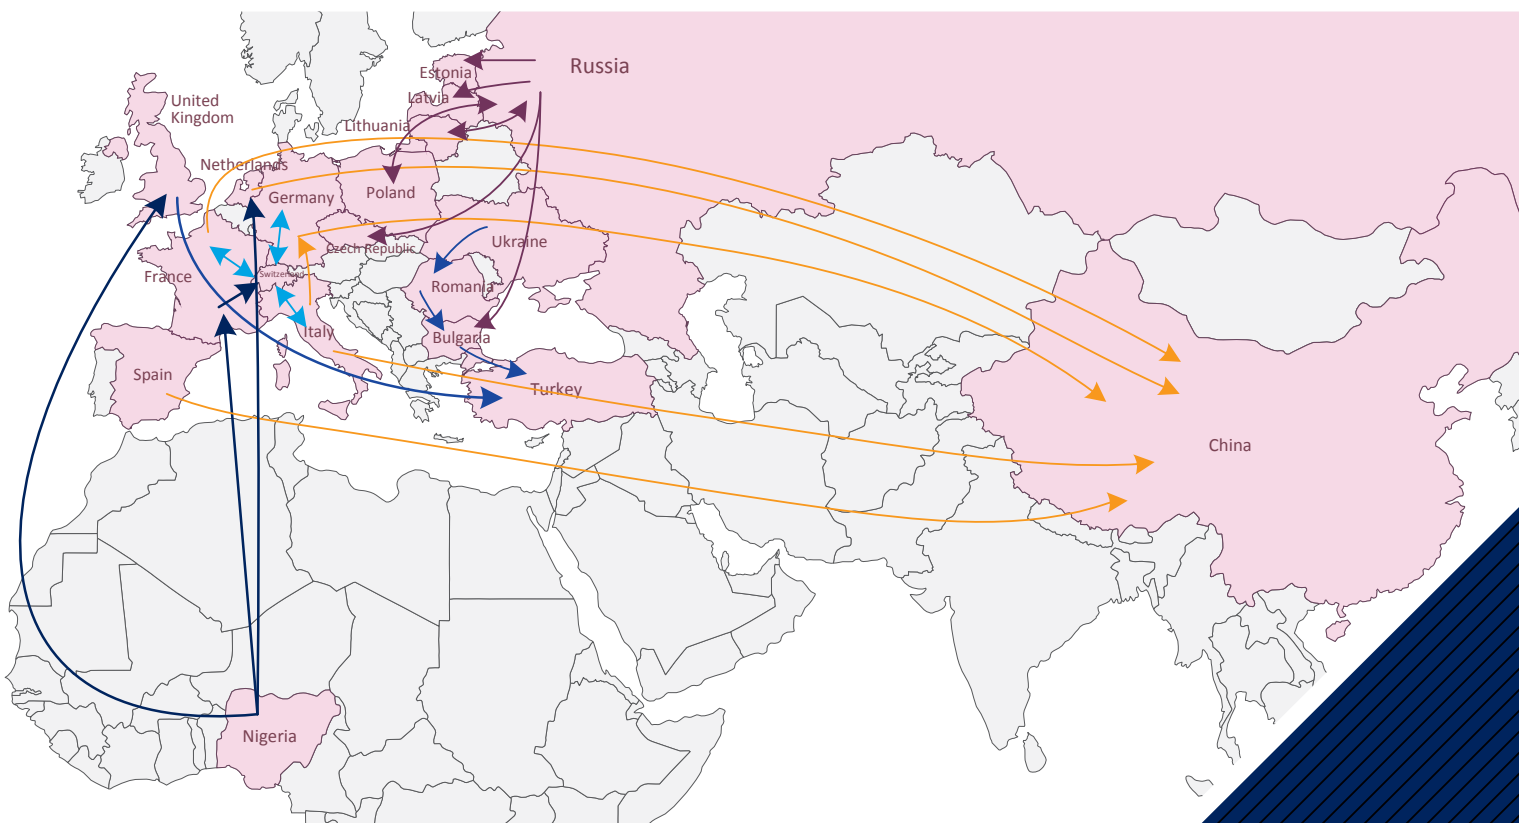 Russia
Estonia
Latvia
United
Kingdom
Lithuania
Netherlands
Poland
Germany
Ukraine
Czech Republic
Switzerland
France
Romania
Italy
Bulgaria
Spain
Turkey
China
Nigeria